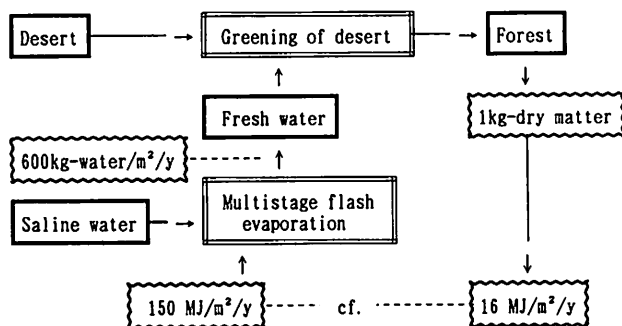 Desert
Greening of desert
Forest
Fresh water
1kg-dry matter
600kg-water/m²/y
Saline water
Multistage flash
evaporation
150 MJ/m²/y
cf.
16 MJ/m²/y